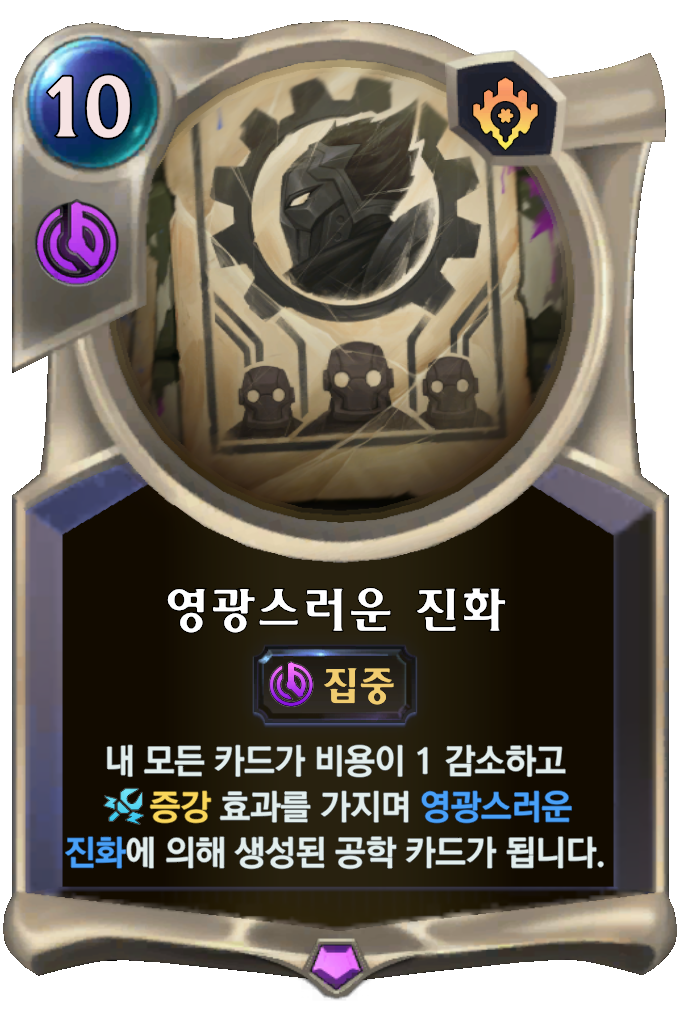 10
영광스러운 진화
집중
내 모든 카드가 비용이 1 감소하고
증강 효과를 가지며 영광스러운
진화에 의해 생성된 공학 카드가 됩니다.